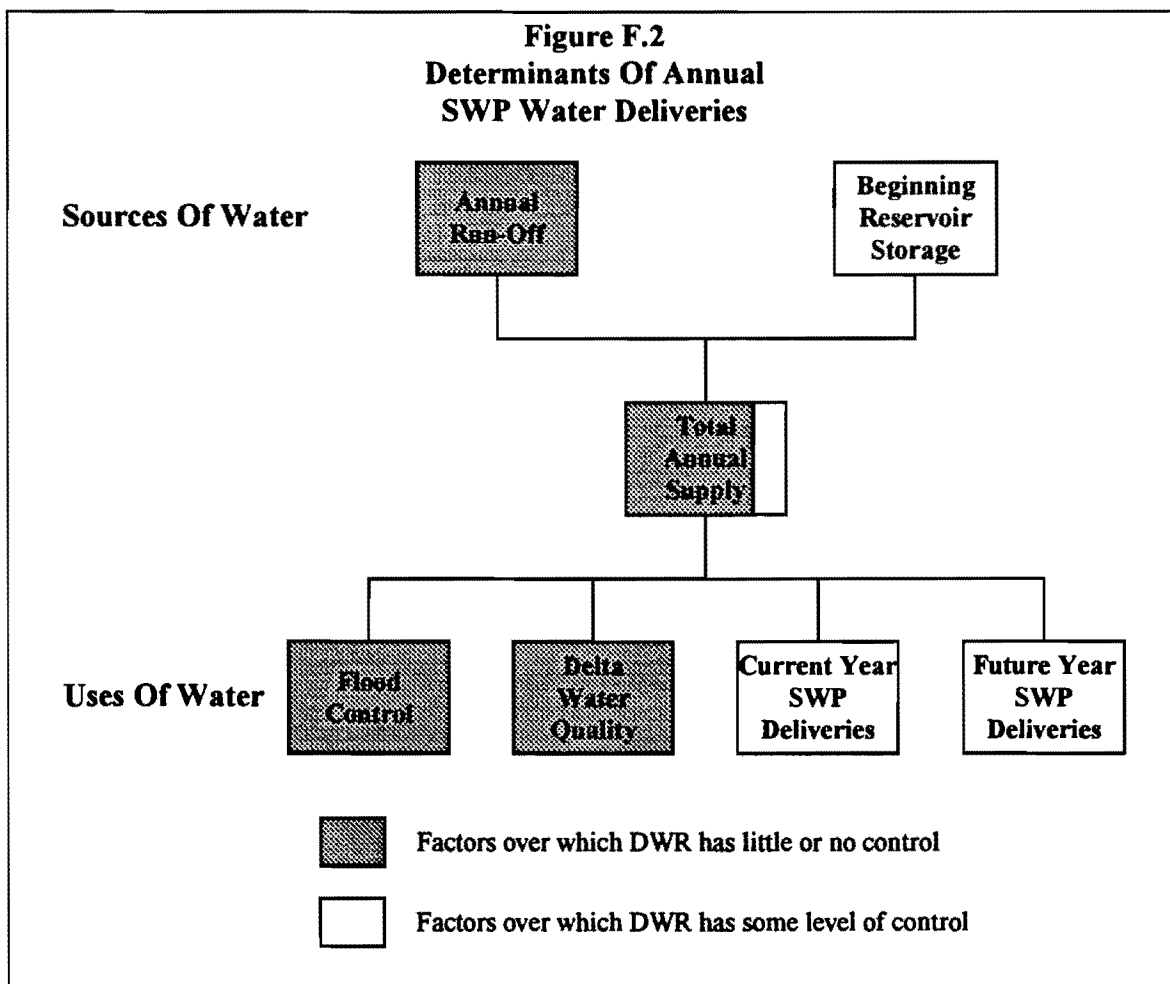 Figure F.2
Determinants Of Annual
SWP Water Deliveries
Sources Of Water
Annual
Run-Off
Beginning
Reservoir
Storage
Total
Annual
Supply
Uses Of Water
Flood
Control
Delta
Water
Quality
Current Year
SWP
Deliveries
Future Year
SWP
Deliveries
Factors over which DWR has little or no control
Factors over which DWR has some level of control